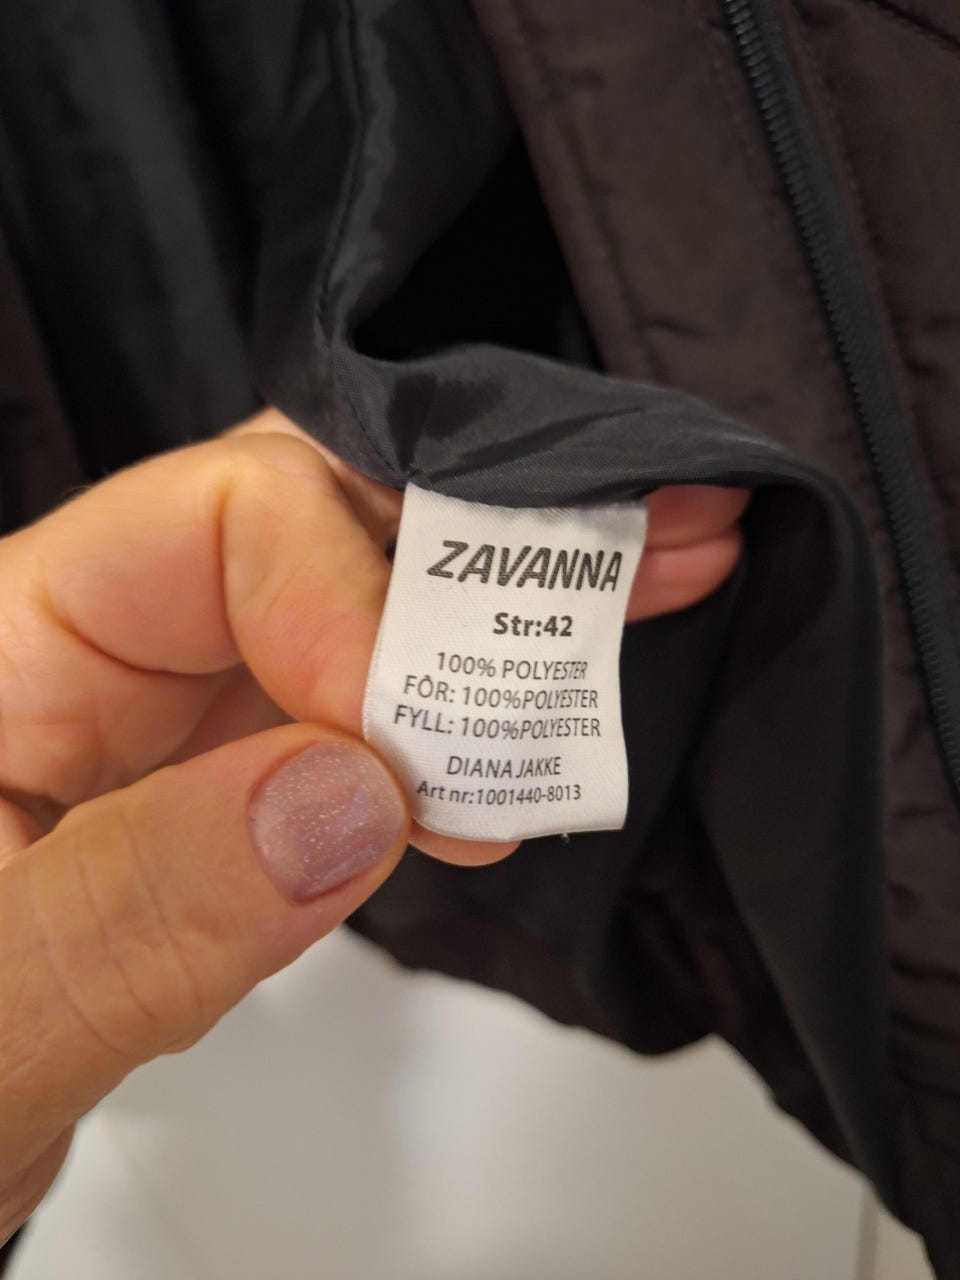 ZAVANNA
Str:42
100% POLYESTER
FÔR: 100%POLYESTER
FYLL: 100%POLYESTER
DIANA JAKKE
Art nr:1001440-8013